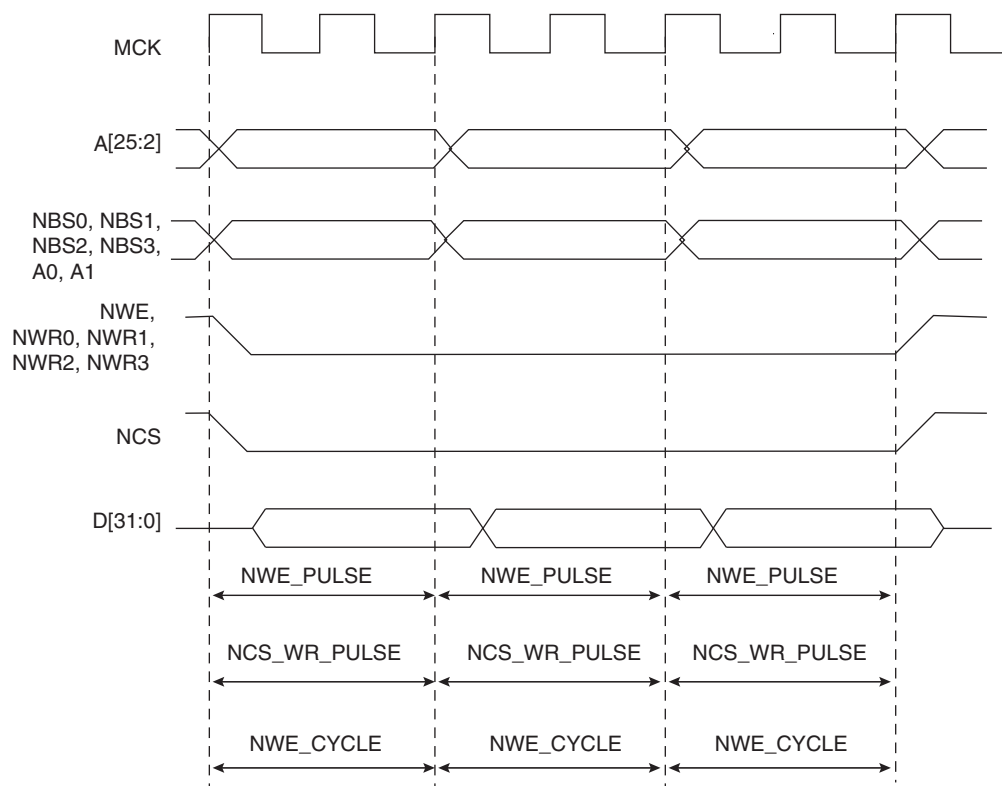 MCK
A[25:2]
NBS0, NBS1,
NBS2, NBS3,
A0, A1
NWE,
NWR0, NWR1,
NWR2, NWR3
NCS
D[31:0]
NWE_PULSE NWE_PULSE NWE_PULSE
NCS_WR_PULSE NCS_WR_PULSE NCS_WR_PULSE
NWE_CYCLE NWE_CYCLE NWE_CYCLE